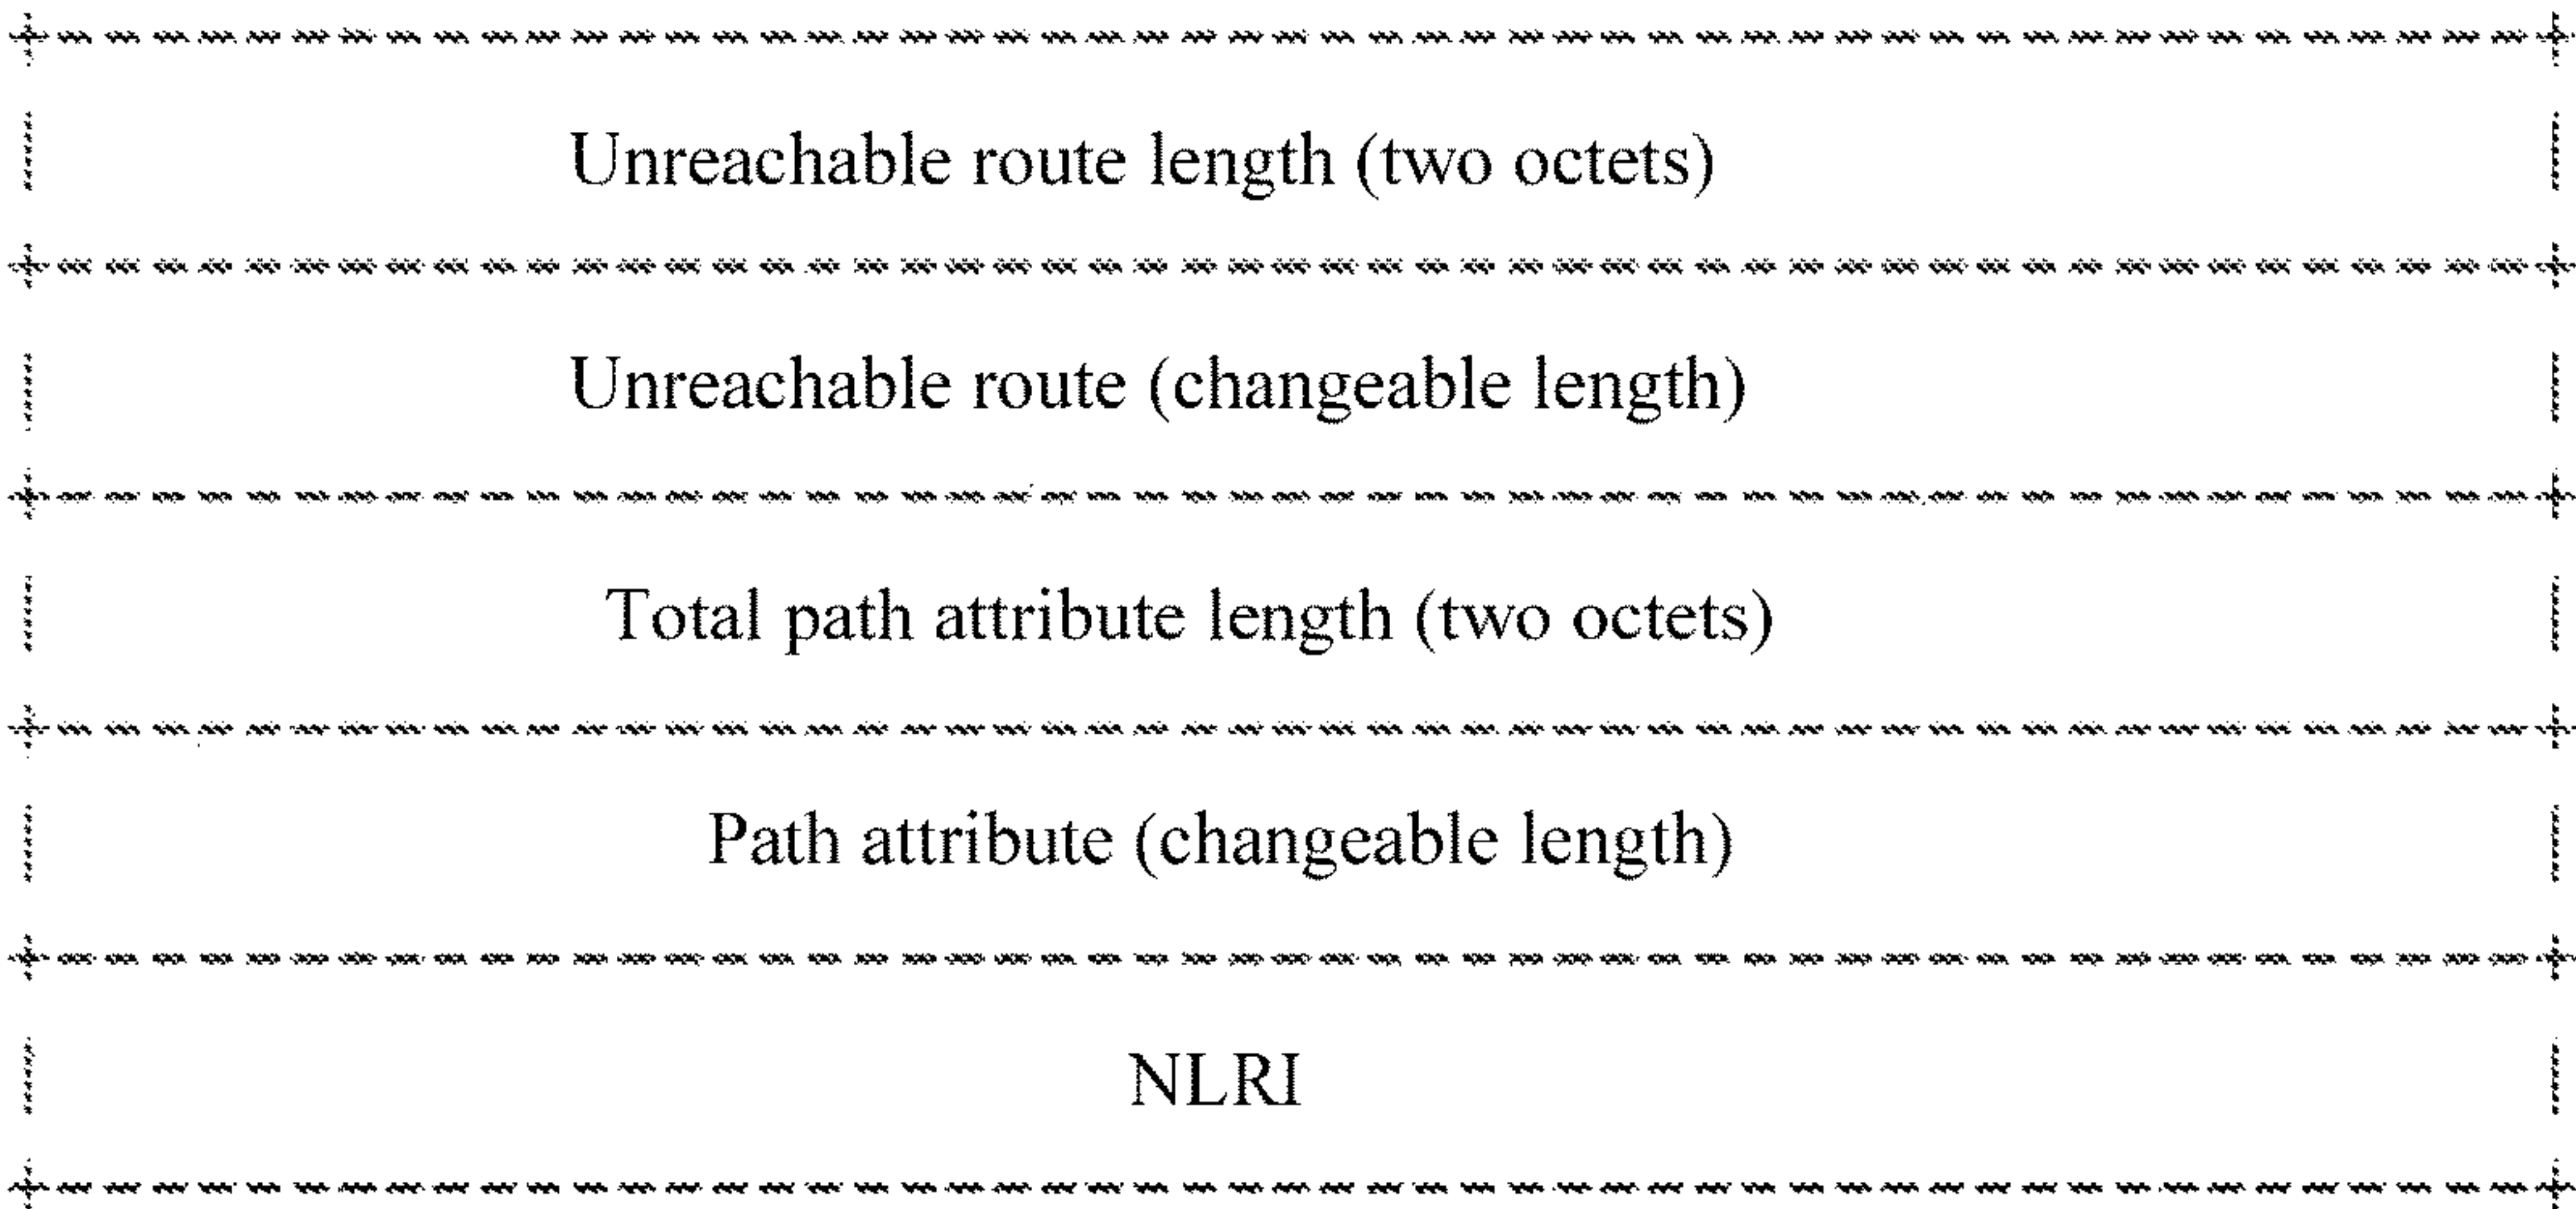 Unreachable route length (two octets)
Unreachable route (changeable length)
Total path attribute length (two octets)
Path attribute (changeable length)
NLRI